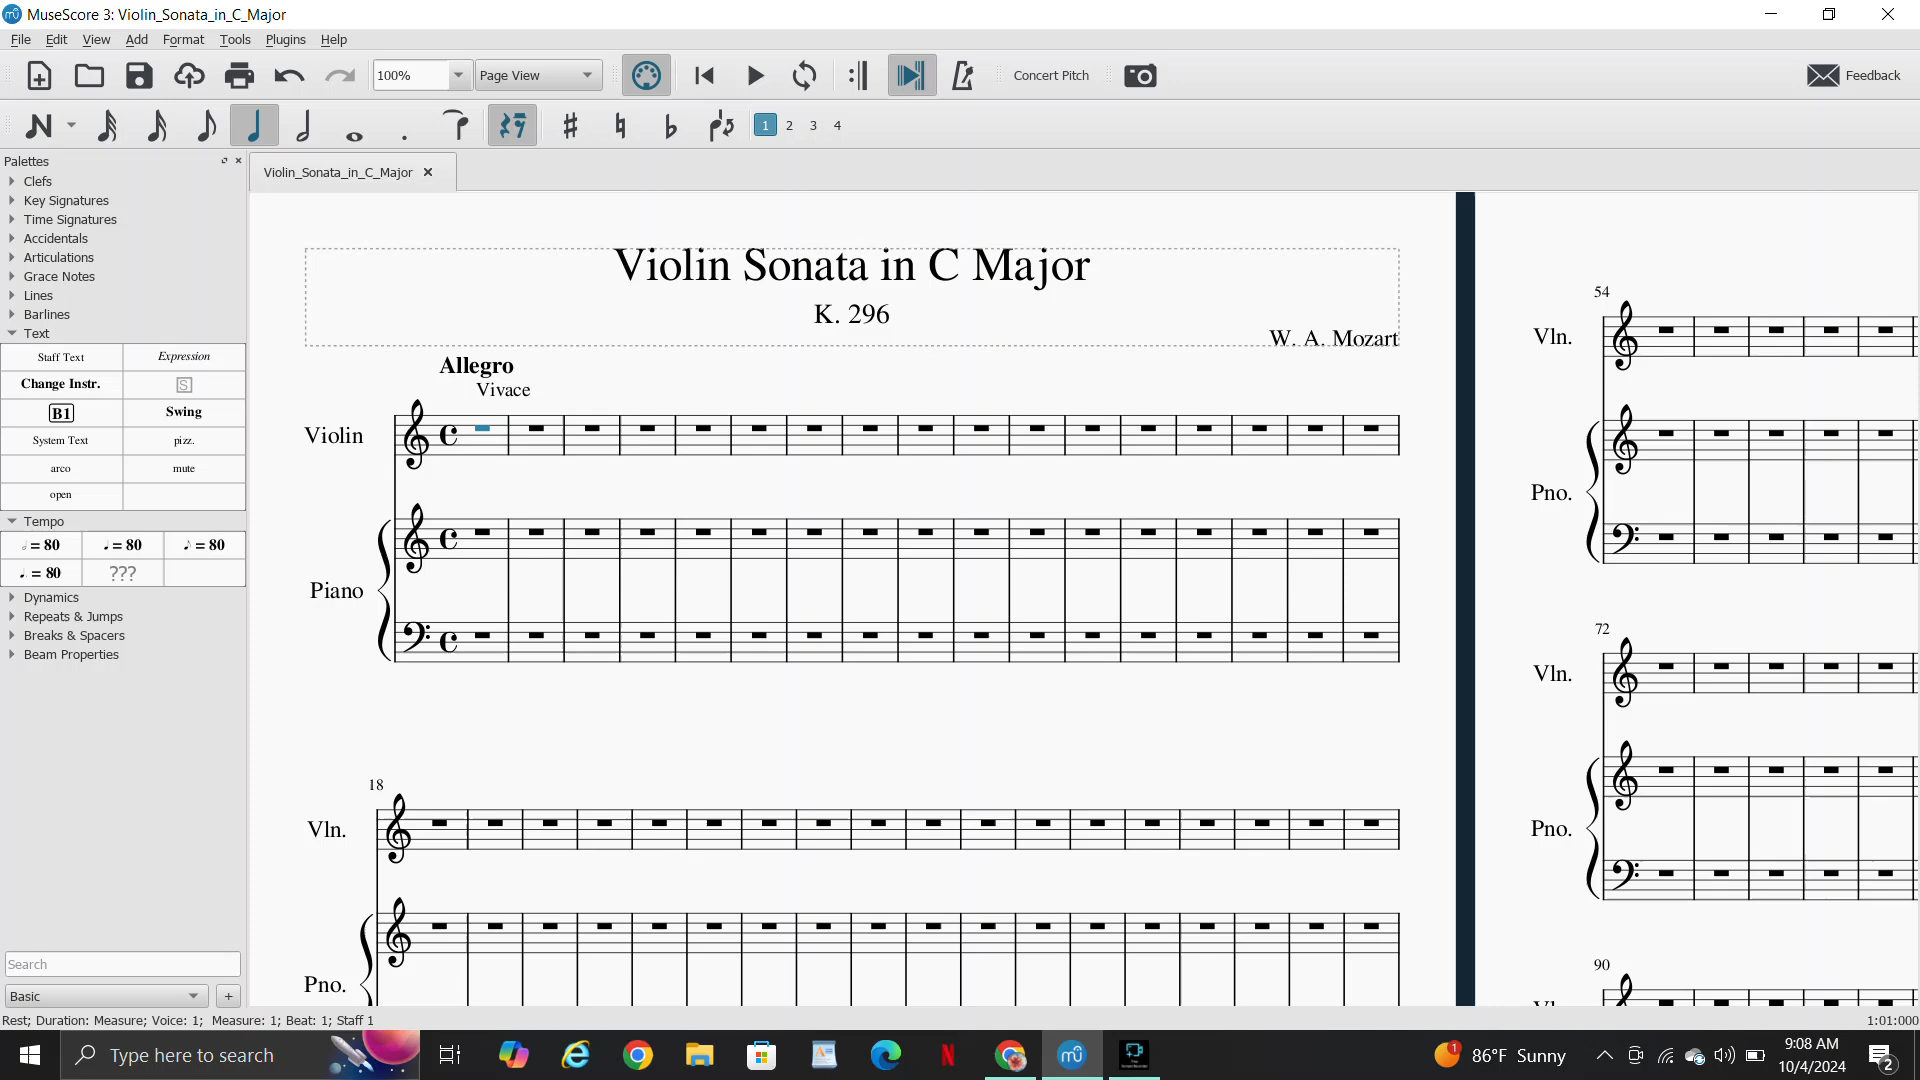 MuseScore 3: Violin_Sonata_in_C_Major
File Edit View Add Format Tools Plugins Help
100% Page View Concert Pitch Feedback
1 2 3 4
Palettes
Clefs
Key Signatures
Time Signatures
Accidentals
Articulations
Grace Notes
Lines
Barlines
Text
Staff Text Expression
Change Instr. S
B1 Swing
System Text pizz.
arco mute
open
Tempo
= 80 = 80 = 80
= 80 ???
Dynamics
Repeats & Jumps
Breaks & Spacers
Beam Properties
Search
Basic +
Violin_Sonata_in_C_Major
Violin Sonata in C Major
K. 296
W. A. Mozart
Allegro
Vivace
Violin
Piano
18
Vln.
Pno.
54
Vln.
Pno.
72
Vln.
Pno.
90
Rest; Duration: Measure; Voice: 1; Measure: 1; Beat: 1; Staff 1 1:01:000
Type here to search 1 86°F Sunny 9:08 AM
10/4/2024 2